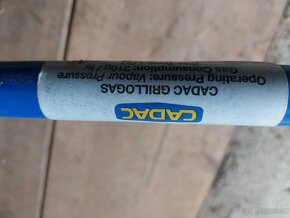 CADAC
CADAC GRILLOGAS
Operating Pressure: Vapour Pressure
Gas Consumption: 310g / hr